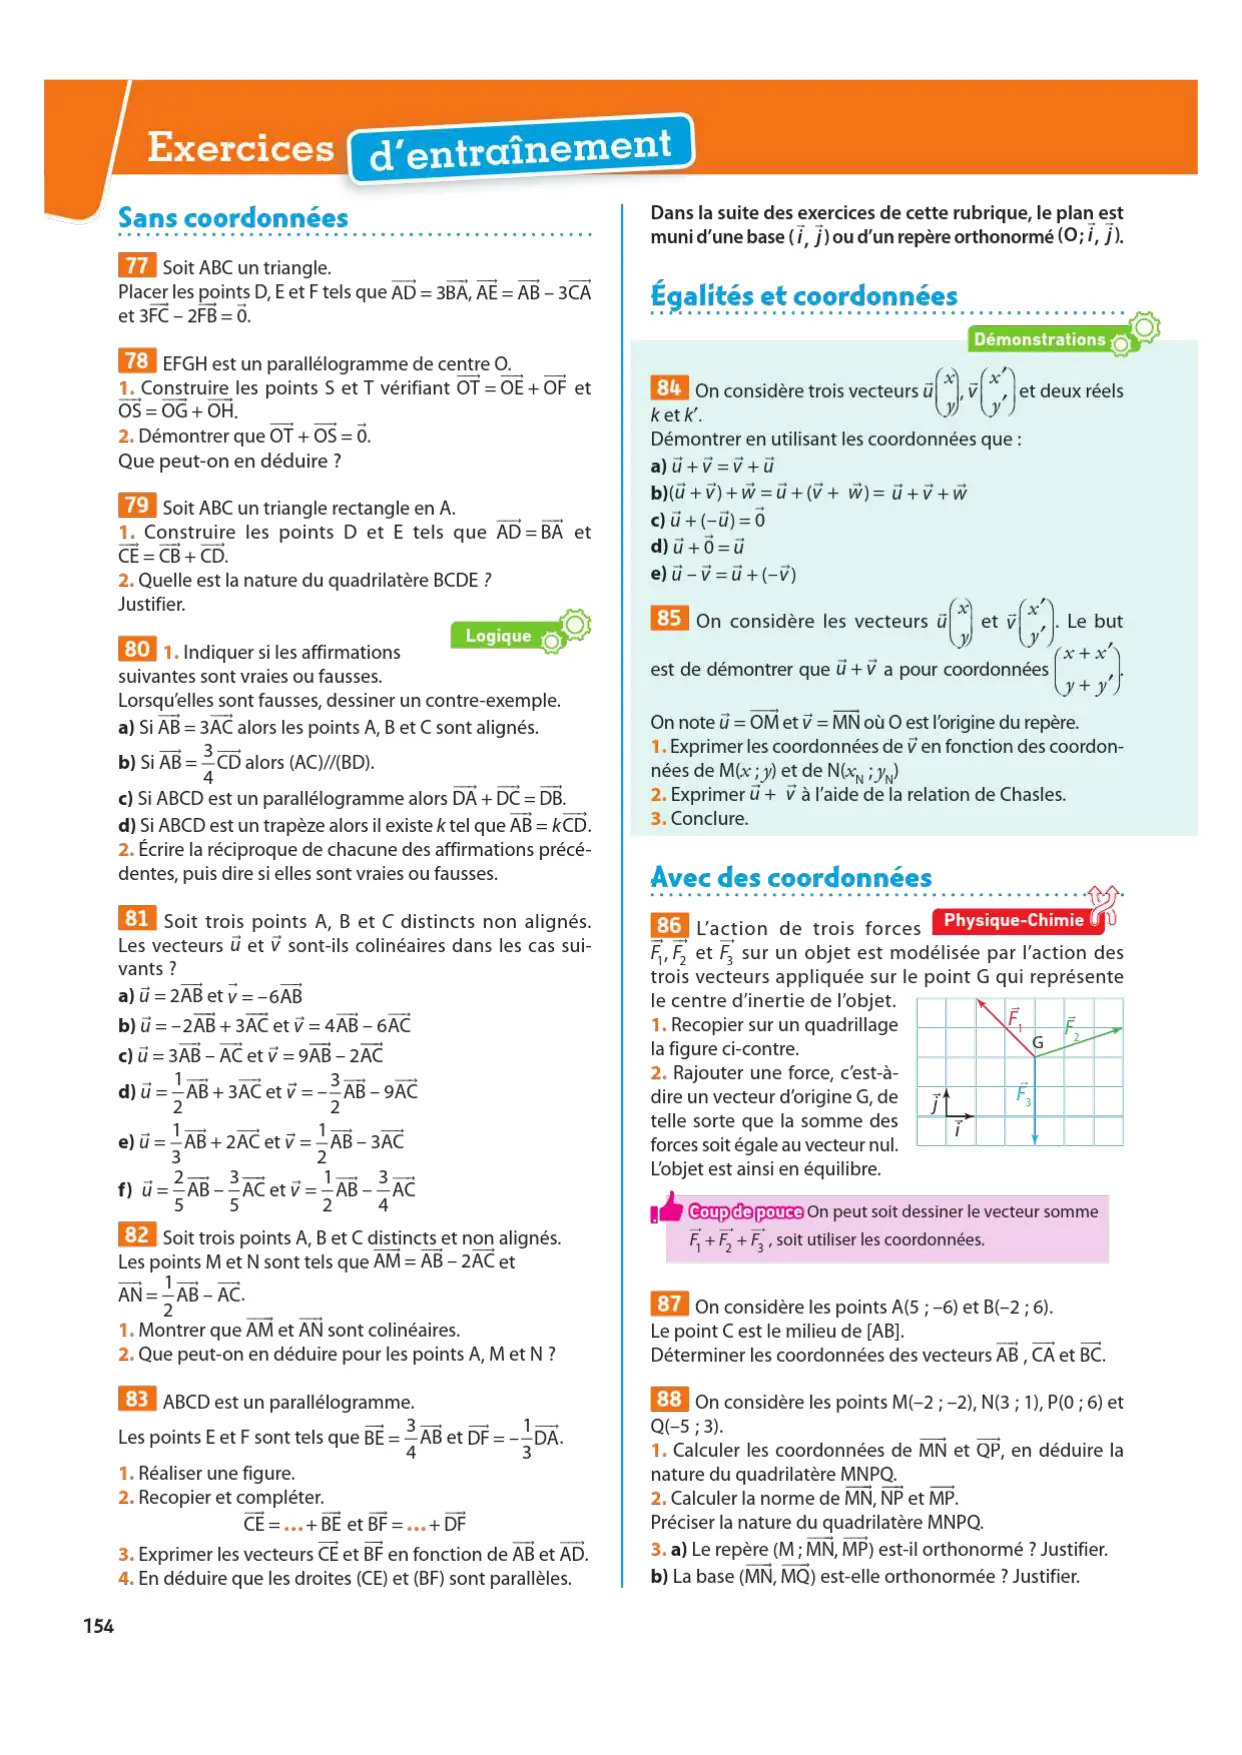 Exercices d'entraînement
Sans coordonnées
77 Soit ABC un triangle.
Placer les points D, E et F tels que AD⃗ = 3BA⃗, AE⃗ = AB⃗ – 3CA⃗
et 3FC⃗ – 2FB⃗ = 0⃗.
78 EFGH est un parallélogramme de centre O.
1. Construire les points S et T vérifiant OT⃗ = OE⃗ + OF⃗ et
OS⃗ = OG⃗ + OH⃗.
2. Démontrer que OT⃗ + OS⃗ = 0⃗.
Que peut-on en déduire ?
79 Soit ABC un triangle rectangle en A.
1. Construire les points D et E tels que AD⃗ = BA⃗ et
CE⃗ = CB⃗ + CD⃗.
2. Quelle est la nature du quadrilatère BCDE ?
Justifier.
Logique
80 1. Indiquer si les affirmations
suivantes sont vraies ou fausses.
Lorsqu'elles sont fausses, dessiner un contre-exemple.
a) Si AB⃗ = 3AC⃗ alors les points A, B et C sont alignés.
b) Si AB⃗ = 3/4 CD⃗ alors (AC)//(BD).
c) Si ABCD est un parallélogramme alors DA⃗ + DC⃗ = DB⃗.
d) Si ABCD est un trapèze alors il existe k tel que AB⃗ = kCD⃗.
2. Écrire la réciproque de chacune des affirmations précé-
dentes, puis dire si elles sont vraies ou fausses.
81 Soit trois points A, B et C distincts non alignés.
Les vecteurs u⃗ et v⃗ sont-ils colinéaires dans les cas sui-
vants ?
a) u⃗ = 2AB⃗ et v⃗ = –6AB⃗
b) u⃗ = –2AB⃗ + 3AC⃗ et v⃗ = 4AB⃗ – 6AC⃗
c) u⃗ = 3AB⃗ – AC⃗ et v⃗ = 9AB⃗ – 2AC⃗
d) u⃗ = 1/2 AB⃗ + 3AC⃗ et v⃗ = –3/2 AB⃗ – 9AC⃗
e) u⃗ = 1/3 AB⃗ + 2AC⃗ et v⃗ = 1/2 AB⃗ – 3AC⃗
f) u⃗ = 2/5 AB⃗ – 3/5 AC⃗ et v⃗ = 1/2 AB⃗ – 3/4 AC⃗
82 Soit trois points A, B et C distincts et non alignés.
Les points M et N sont tels que AM⃗ = AB⃗ – 2AC⃗ et
AN⃗ = 1/2 AB⃗ – AC⃗.
1. Montrer que AM⃗ et AN⃗ sont colinéaires.
2. Que peut-on en déduire pour les points A, M et N ?
83 ABCD est un parallélogramme.
Les points E et F sont tels que BE⃗ = 3/4 AB⃗ et DF⃗ = –1/3 DA⃗.
1. Réaliser une figure.
2. Recopier et compléter.
CE⃗ = ... + BE⃗ et BF⃗ = ... + DF⃗
3. Exprimer les vecteurs CE⃗ et BF⃗ en fonction de AB⃗ et AD⃗.
4. En déduire que les droites (CE) et (BF) sont parallèles.
Dans la suite des exercices de cette rubrique, le plan est
muni d'une base (i⃗, j⃗) ou d'un repère orthonormé (O; i⃗, j⃗).
Égalités et coordonnées
Démonstrations
84 On considère trois vecteurs u⃗(x y), v⃗(x′ y′) et deux réels
k et k′.
Démontrer en utilisant les coordonnées que :
a) u⃗ + v⃗ = v⃗ + u⃗
b)(u⃗ + v⃗) + w⃗ = u⃗ + (v⃗ + w⃗) = u⃗ + v⃗ + w⃗
c) u⃗ + (–u⃗) = 0⃗
d) u⃗ + 0⃗ = u⃗
e) u⃗ – v⃗ = u⃗ + (–v⃗)
85 On considère les vecteurs u⃗(x y) et v⃗(x′ y′). Le but
est de démontrer que u⃗ + v⃗ a pour coordonnées (x + x′ y + y′).
On note u⃗ = OM⃗ et v⃗ = MN⃗ où O est l'origine du repère.
1. Exprimer les coordonnées de v⃗ en fonction des coordon-
nées de M(x ; y) et de N(xN ; yN)
2. Exprimer u⃗ + v⃗ à l'aide de la relation de Chasles.
3. Conclure.
Avec des coordonnées
Physique-Chimie
86 L'action de trois forces
F⃗1, F⃗2 et F⃗3 sur un objet est modélisée par l'action des
trois vecteurs appliquée sur le point G qui représente
le centre d'inertie de l'objet.
1. Recopier sur un quadrillage
la figure ci-contre.
2. Rajouter une force, c'est-à-
dire un vecteur d'origine G, de
telle sorte que la somme des
forces soit égale au vecteur nul.
L'objet est ainsi en équilibre.
F⃗1
F⃗2
G
F⃗3
j⃗
i⃗
Coup de pouce On peut soit dessiner le vecteur somme
F⃗1 + F⃗2 + F⃗3 , soit utiliser les coordonnées.
87 On considère les points A(5 ; –6) et B(–2 ; 6).
Le point C est le milieu de [AB].
Déterminer les coordonnées des vecteurs AB⃗ , CA⃗ et BC⃗.
88 On considère les points M(–2 ; –2), N(3 ; 1), P(0 ; 6) et
Q(–5 ; 3).
1. Calculer les coordonnées de MN⃗ et QP⃗, en déduire la
nature du quadrilatère MNPQ.
2. Calculer la norme de MN⃗, NP⃗ et MP⃗.
Préciser la nature du quadrilatère MNPQ.
3. a) Le repère (M ; MN⃗, MP⃗) est-il orthonormé ? Justifier.
b) La base (MN⃗, MQ⃗) est-elle orthonormée ? Justifier.
154